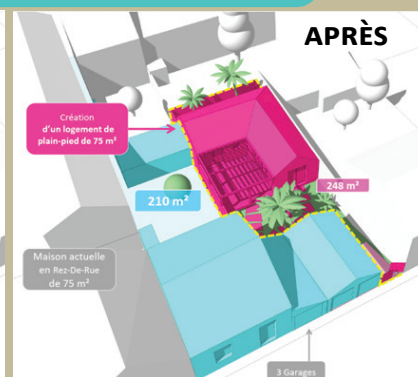 APRÈS
Création
d'un logement de
plain-pied de 75 m²
248 m²
210 m²
Maison actuelle
en Rez-De-Rue
de 75 m²
3 Garages